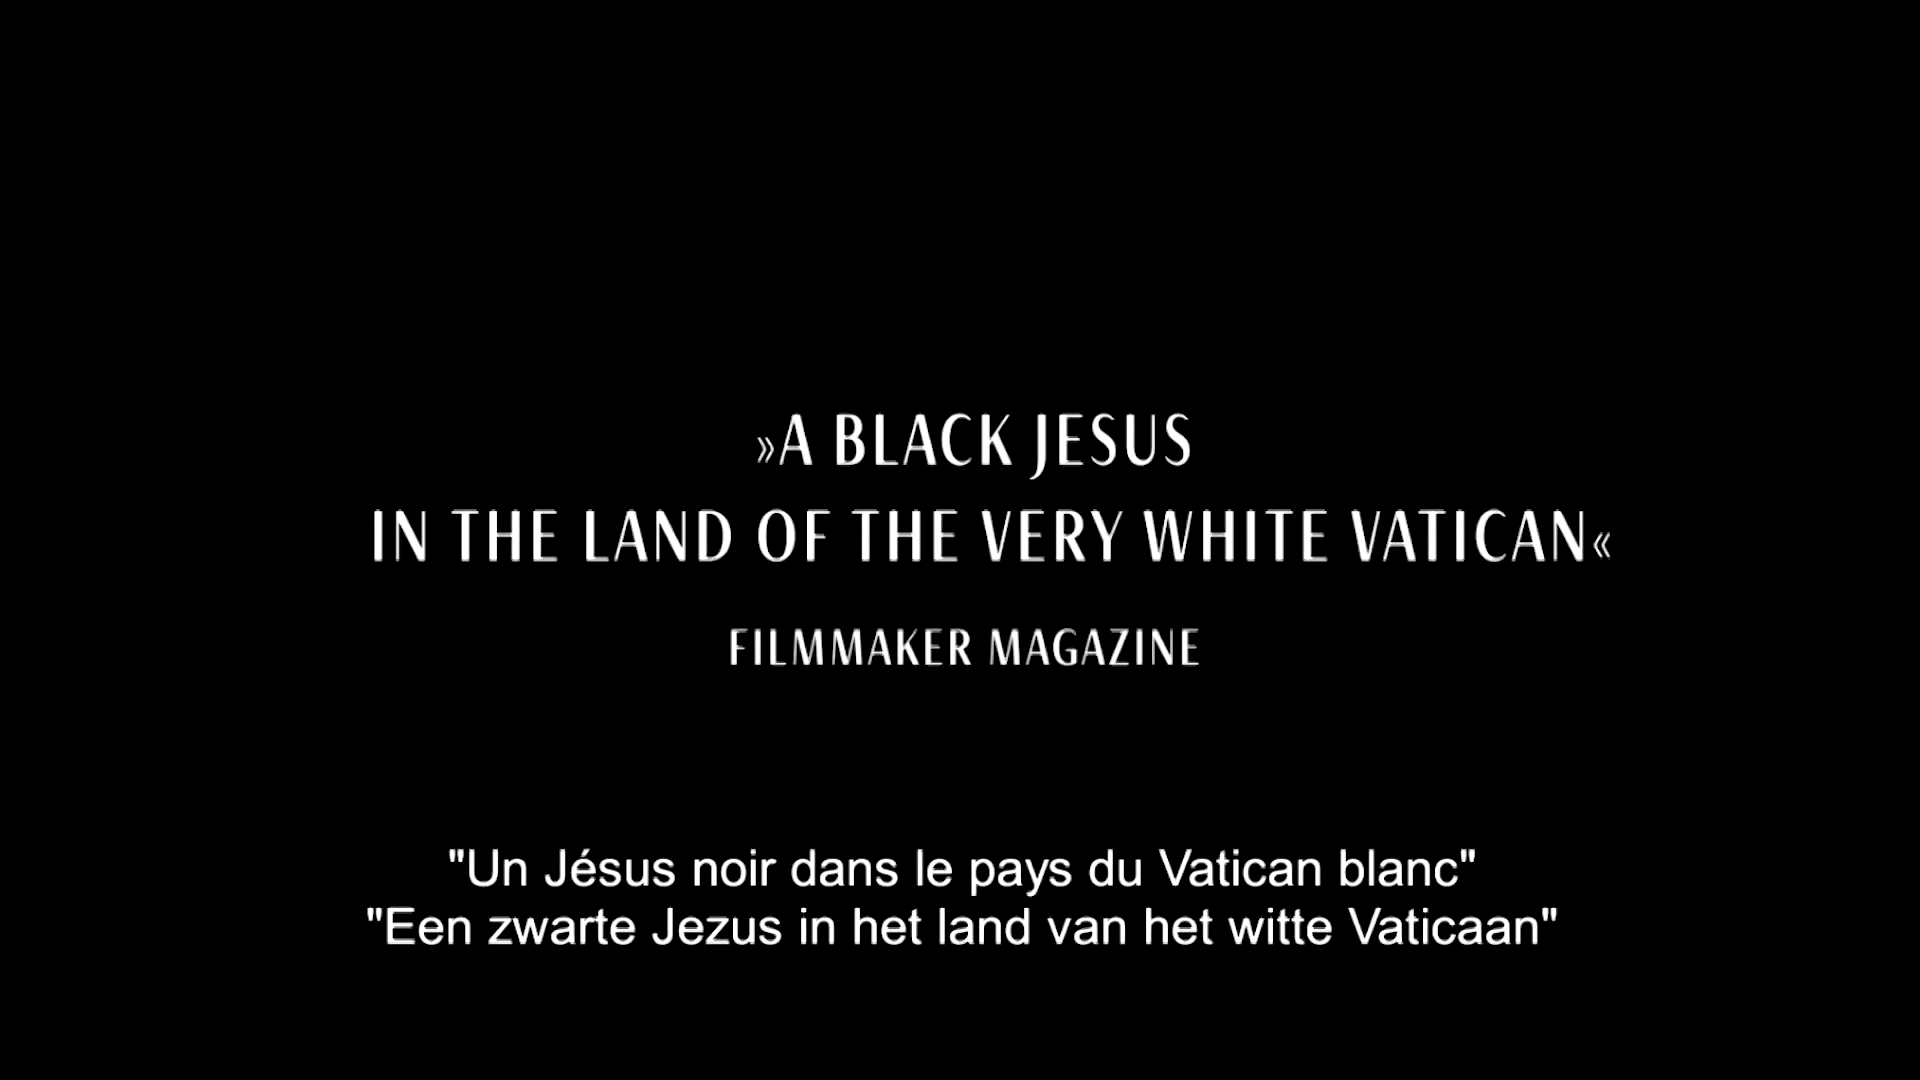 »A BLACK JESUS
IN THE LAND OF THE VERY WHITE VATICAN«
FILMMAKER MAGAZINE
"Un Jésus noir dans le pays du Vatican blanc"
"Een zwarte Jezus in het land van het witte Vaticaan"